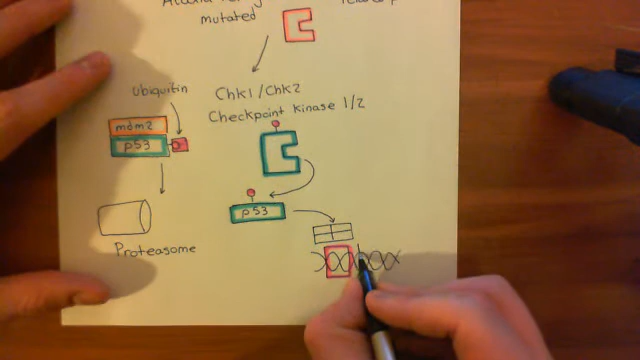 mutated
Ubiquitin
Chk1/Chk2
Checkpoint kinase 1/2
mdm2
p53
p53
Proteasome